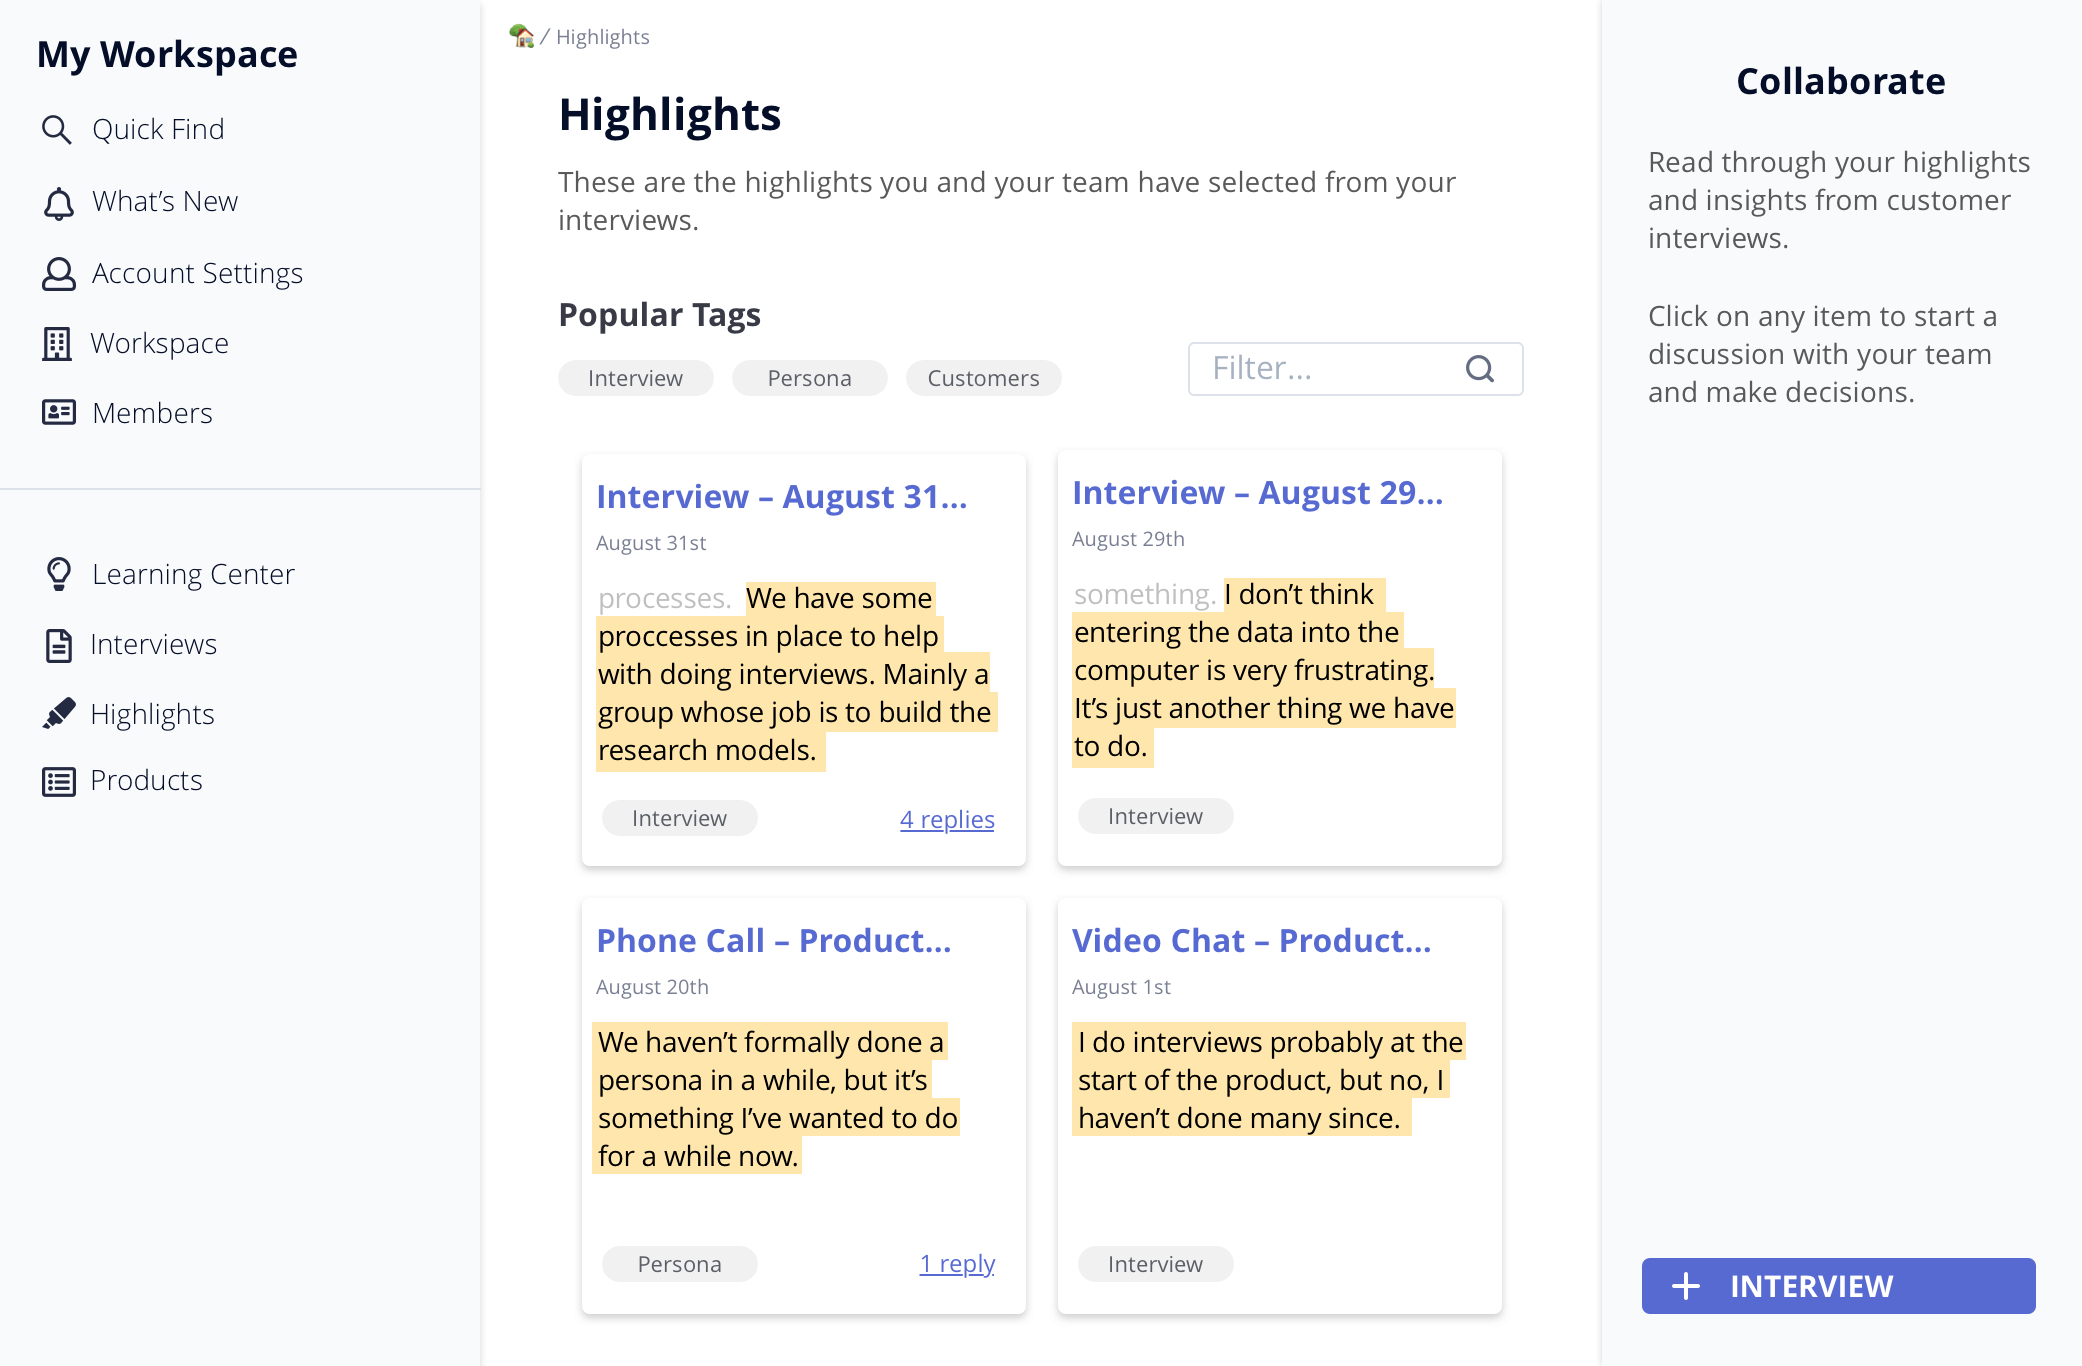 My Workspace
Quick Find
What’s New
Account Settings
Workspace
Members
Learning Center
Interviews
Highlights
Products
/ Highlights
Highlights
These are the highlights you and your team have selected from your
interviews.
Popular Tags
Interview
Persona
Customers
Filter...
Interview – August 31...
August 31st
processes. We have some
proccesses in place to help
with doing interviews. Mainly a
group whose job is to build the
research models.
Interview
4 replies
Interview – August 29...
August 29th
something. I don’t think
entering the data into the
computer is very frustrating.
It’s just another thing we have
to do.
Interview
Phone Call – Product...
August 20th
We haven’t formally done a
persona in a while, but it’s
something I’ve wanted to do
for a while now.
Persona
1 reply
Video Chat – Product...
August 1st
I do interviews probably at the
start of the product, but no, I
haven’t done many since.
Interview
Collaborate
Read through your highlights
and insights from customer
interviews.
Click on any item to start a
discussion with your team
and make decisions.
+ INTERVIEW